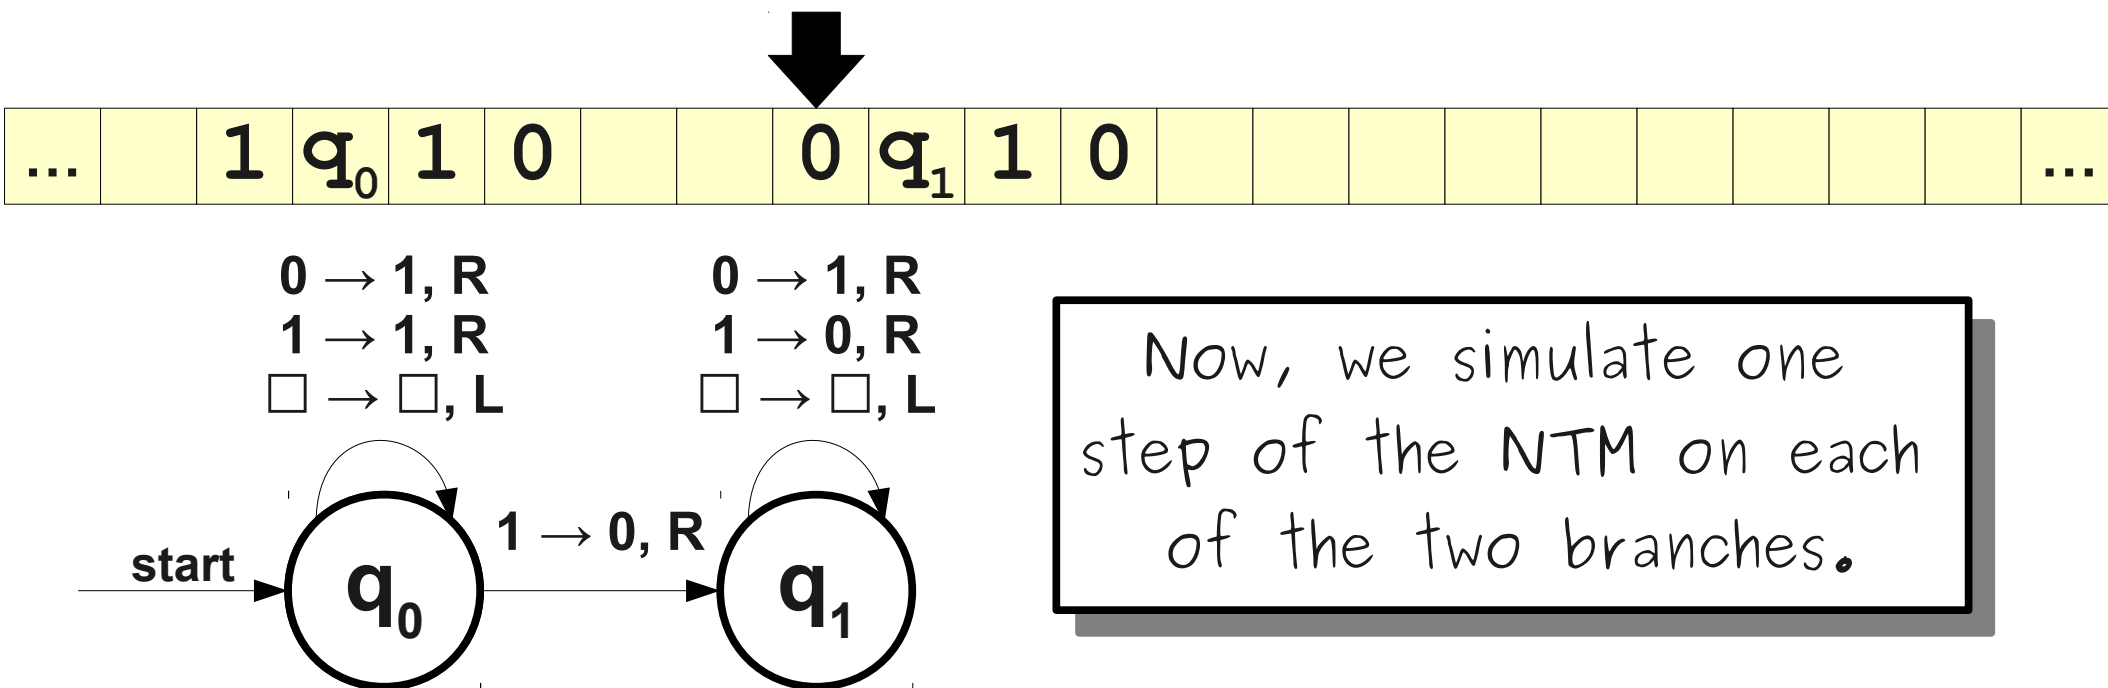 ... 1 q₀ 1 0 0 q₁ 1 0 ...
0 → 1, R
1 → 1, R
□ → □, L
0 → 1, R
1 → 0, R
□ → □, L
start
q₀
1 → 0, R
q₁
Now, we simulate one
step of the NTM on each
of the two branches.